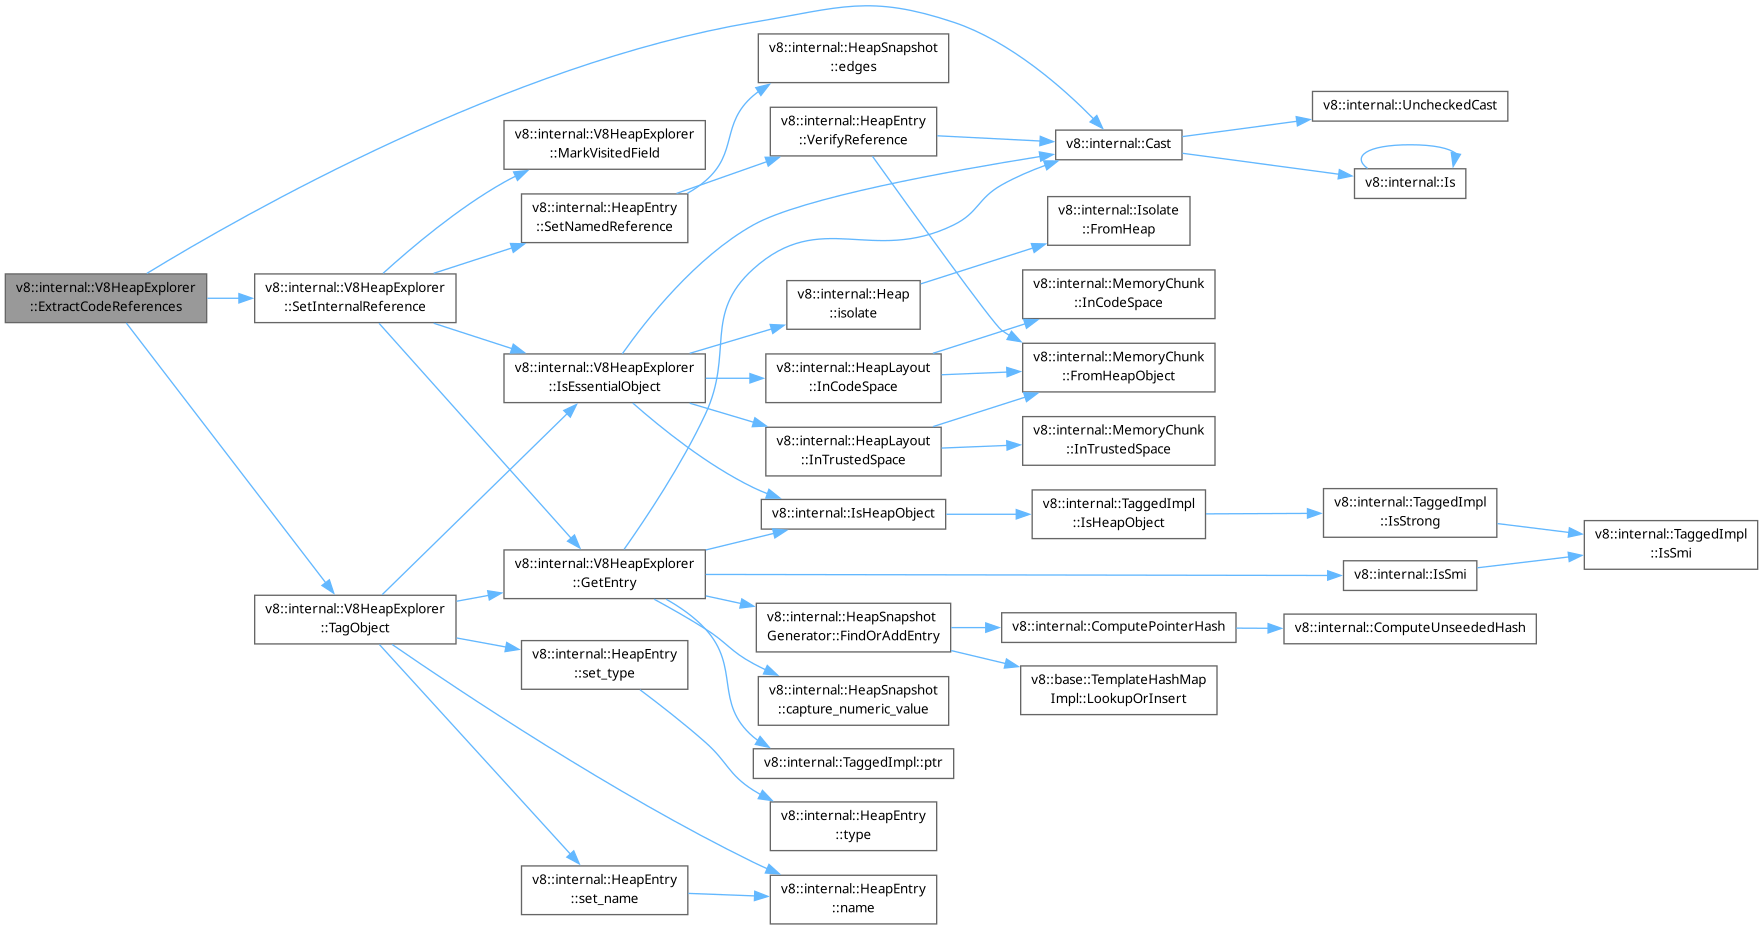 v8::internal::V8HeapExplorer
::ExtractCodeReferences
v8::internal::V8HeapExplorer
::SetInternalReference
v8::internal::V8HeapExplorer
::TagObject
v8::internal::V8HeapExplorer
::MarkVisitedField
v8::internal::HeapEntry
::SetNamedReference
v8::internal::V8HeapExplorer
::IsEssentialObject
v8::internal::V8HeapExplorer
::GetEntry
v8::internal::HeapEntry
::set_type
v8::internal::HeapEntry
::set_name
v8::internal::HeapSnapshot
::edges
v8::internal::HeapEntry
::VerifyReference
v8::internal::Heap
::isolate
v8::internal::HeapLayout
::InCodeSpace
v8::internal::HeapLayout
::InTrustedSpace
v8::internal::IsHeapObject
v8::internal::HeapSnapshot
Generator::FindOrAddEntry
v8::internal::HeapSnapshot
::capture_numeric_value
v8::internal::TaggedImpl::ptr
v8::internal::HeapEntry
::type
v8::internal::HeapEntry
::name
v8::internal::Cast
v8::internal::Isolate
::FromHeap
v8::internal::MemoryChunk
::InCodeSpace
v8::internal::MemoryChunk
::FromHeapObject
v8::internal::MemoryChunk
::InTrustedSpace
v8::internal::TaggedImpl
::IsHeapObject
v8::internal::ComputePointerHash
v8::base::TemplateHashMap
Impl::LookupOrInsert
v8::internal::UncheckedCast
v8::internal::Is
v8::internal::TaggedImpl
::IsStrong
v8::internal::IsSmi
v8::internal::ComputeUnseededHash
v8::internal::TaggedImpl
::IsSmi